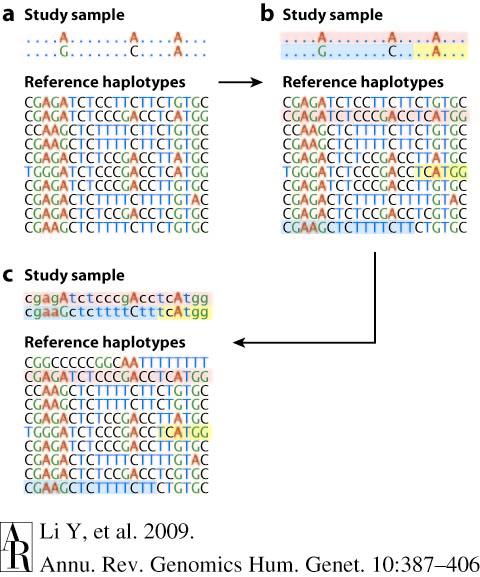 a Study sample
....A.......A....A...
....G.......C....A...
Reference haplotypes
CGAGATCTCCTTCTTCTGTGC
CGAGATCTCCCGACCTCATGG
CCAAGCTCTTTTCTTCTGTGC
CGAAGCTCTTTTCTTCTGTGC
CGAGACTCTCCGACCTTATGC
TGGGATCTCCCGACCTCATGG
CGAGATCTCCCGACCTTGTGC
CGAGACTCTTTTCTTTTGTAC
CGAGACTCTCCGACCTCGTGC
CGAAGCTCTTTTCTTCTGTGC
b Study sample
....A.......A....A...
....G.......C....A...
Reference haplotypes
CGAGATCTCCTTCTTCTGTGC
CGAGATCTCCCGACCTCATGG
CCAAGCTCTTTTCTTCTGTGC
CGAAGCTCTTTTCTTCTGTGC
CGAGACTCTCCGACCTTATGC
TGGGATCTCCCGACCTCATGG
CGAGATCTCCCGACCTTGTGC
CGAGACTCTTTTCTTTTGTAC
CGAGACTCTCCGACCTCGTGC
CGAAGCTCTTTTCTTCTGTGC
c Study sample
cgagAtctcccgAcctcAtgg
cgaaGctcttttCtttcAtgg
Reference haplotypes
CGGCCCCCGGCAATTTTTTTT
CGAGATCTCCCGACCTCATGG
CCAAGCTCTTTTCTTCTGTGC
CGAAGCTCTTTTCTTCTGTGC
CGAGACTCTCCGACCTTATGC
TGGGATCTCCCGACCTCATGG
CGAGATCTCCCGACCTTGTGC
CGAGACTCTTTTCTTTTGTAC
CGAGACTCTCCGACCTCGTGC
CGAAGCTCTTTTCTTCTGTGC
AR Li Y, et al. 2009.
Annu. Rev. Genomics Hum. Genet. 10:387–406